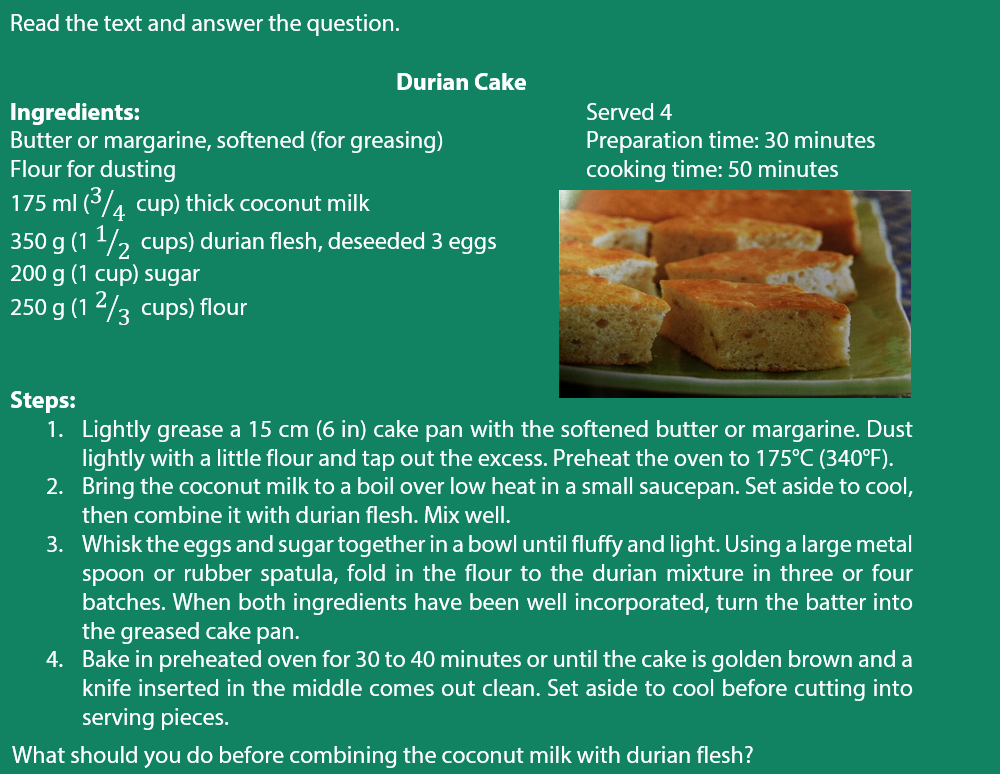 Read the text and answer the question.
Durian Cake
Ingredients:
Butter or margarine, softened (for greasing)
Flour for dusting
175 ml (3/4 cup) thick coconut milk
350 g (1 1/2 cups) durian flesh, deseeded 3 eggs
200 g (1 cup) sugar
250 g (1 2/3 cups) flour
Served 4
Preparation time: 30 minutes
cooking time: 50 minutes
Steps:
1. Lightly grease a 15 cm (6 in) cake pan with the softened butter or margarine. Dust
lightly with a little flour and tap out the excess. Preheat the oven to 175°C (340°F).
2. Bring the coconut milk to a boil over low heat in a small saucepan. Set aside to cool,
then combine it with durian flesh. Mix well.
3. Whisk the eggs and sugar together in a bowl until fluffy and light. Using a large metal
spoon or rubber spatula, fold in the flour to the durian mixture in three or four
batches. When both ingredients have been well incorporated, turn the batter into
the greased cake pan.
4. Bake in preheated oven for 30 to 40 minutes or until the cake is golden brown and a
knife inserted in the middle comes out clean. Set aside to cool before cutting into
serving pieces.
What should you do before combining the coconut milk with durian flesh?